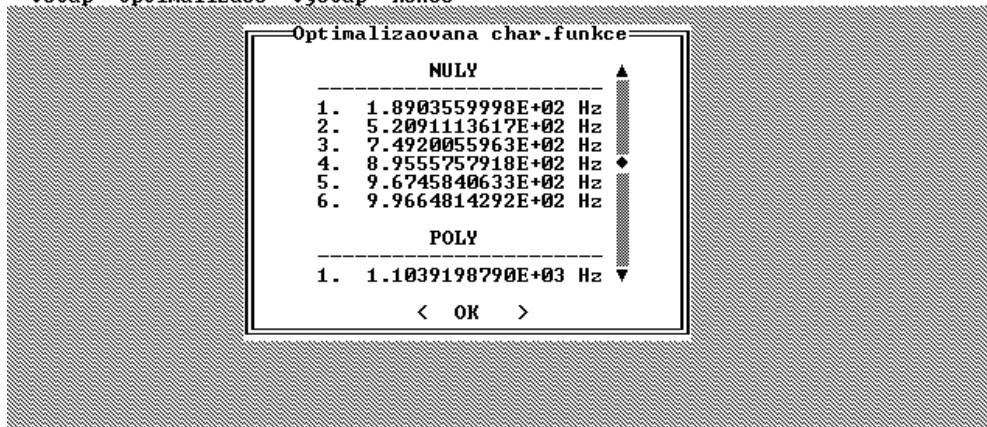 Optimalizaovana char.funkce
NULY
1. 1.8903559998E+02 Hz
2. 5.2091113617E+02 Hz
3. 7.4920055963E+02 Hz
4. 8.9555757918E+02 Hz
5. 9.6745840633E+02 Hz
6. 9.9664814292E+02 Hz
POLY
1. 1.1039198790E+03 Hz
< OK >